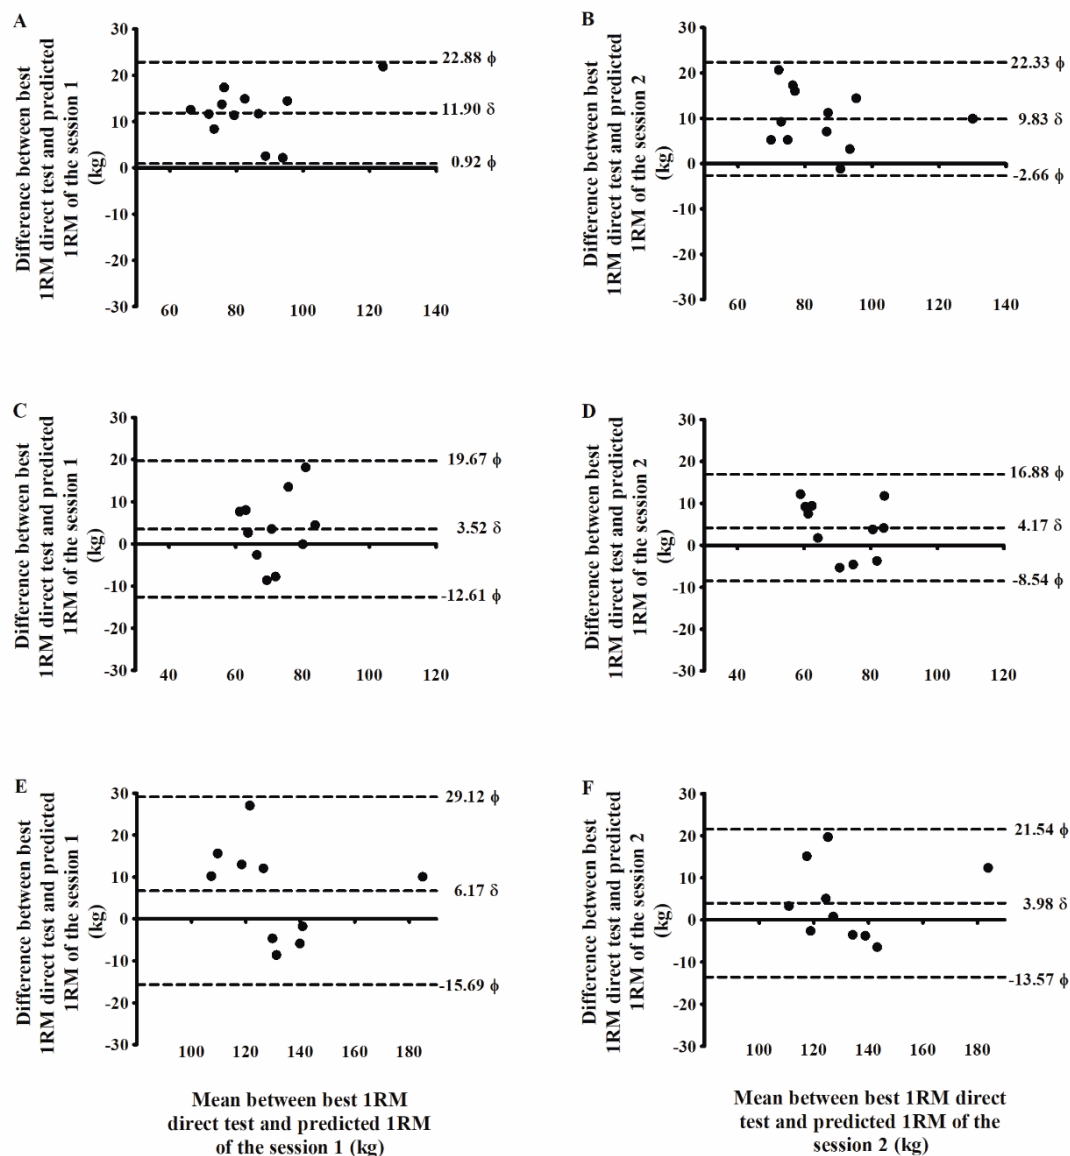 A
Difference between best
1RM direct test and predicted
1RM of the session 1
(kg)
30
20
10
0
-10
-20
-30
60 80 100 120 140
22.88 ϕ
11.90 δ
0.92 ϕ
B
Difference between best
1RM direct test and predicted
1RM of the session 2
(kg)
30
20
10
0
-10
-20
-30
60 80 100 120 140
22.33 ϕ
9.83 δ
-2.66 ϕ
C
Difference between best
1RM direct test and predicted
1RM of the session 1
(kg)
30
20
10
0
-10
-20
-30
40 60 80 100 120
19.67 ϕ
3.52 δ
-12.61 ϕ
D
Difference between best
1RM direct test and predicted
1RM of the session 2
(kg)
30
20
10
0
-10
-20
-30
40 60 80 100 120
16.88 ϕ
4.17 δ
-8.54 ϕ
E
Difference between best
1RM direct test and predicted
1RM of the session 1
(kg)
30
20
10
0
-10
-20
-30
100 120 140 160 180
29.12 ϕ
6.17 δ
-15.69 ϕ
F
Difference between best
1RM direct test and predicted
1RM of the session 2
(kg)
30
20
10
0
-10
-20
-30
100 120 140 160 180
21.54 ϕ
3.98 δ
-13.57 ϕ
Mean between best 1RM
direct test and predicted 1RM
of the session 1 (kg)
Mean between best 1RM direct
test and predicted 1RM of the
session 2 (kg)